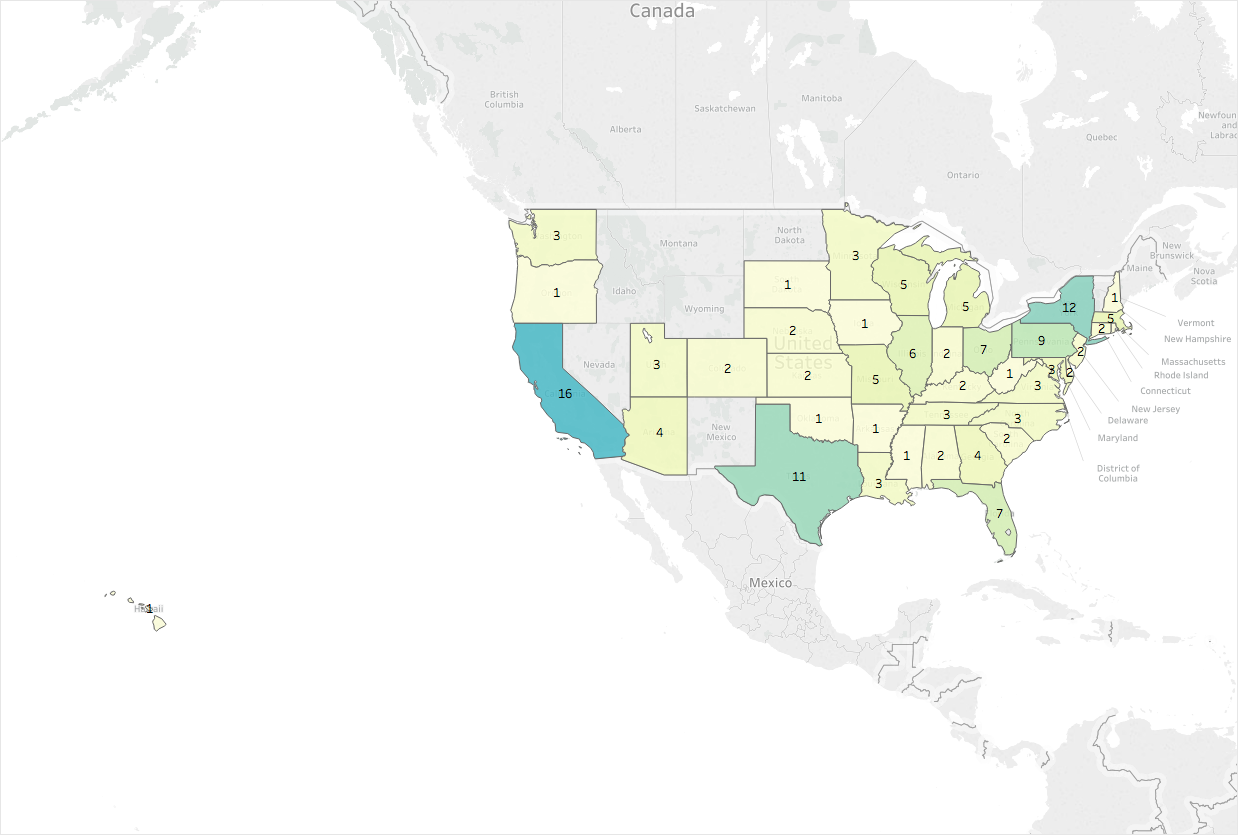 Canada
British
Columbia
Alberta
Saskatchewan
Manitoba
Ontario
Quebec
Newfoun
and
Labrac
New
Brunswick
Nova
Scotia
Maine
Montana
North
Dakota
Idaho
Wyoming
Nevada
New
Mexico
United
States
3
1
16
3
4
2
1
2
2
1
11
3
1
5
1
3
5
6
5
2
7
2
3
1
2
4
7
2
3
3
1
9
12
1
5
2
2
2
3
Vermont
New Hampshire
Massachusetts
Rhode Island
Connecticut
New Jersey
Delaware
Maryland
District of
Columbia
Mexico
1